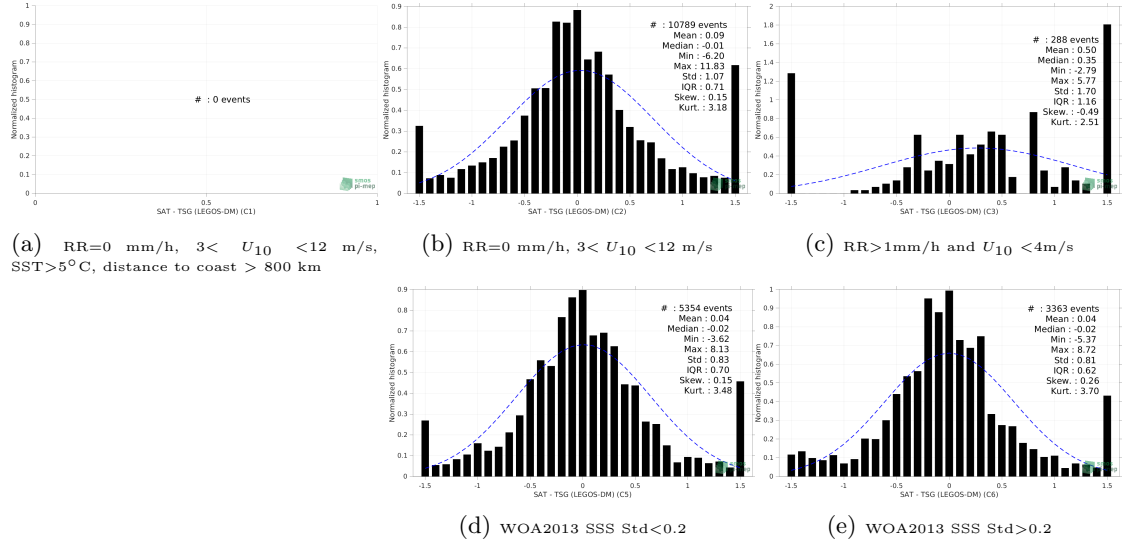 1
0.9
0.8
0.7
0.6
0.5
0.4
0.3
0.2
0.1
0
Normalized histogram
# : 0 events
smos
pi-mep
0 0.5 1
SAT - TSG (LEGOS-DM) (C1)
(a) RR=0 mm/h, 3< U10 <12 m/s,
SST>5°C, distance to coast > 800 km
0.9
0.8
0.7
0.6
0.5
0.4
0.3
0.2
0.1
0
Normalized histogram
# : 10789 events
Mean : 0.09
Median : -0.01
Min : -6.20
Max : 11.83
Std : 1.07
IQR : 0.71
Skew. : 0.15
Kurt. : 3.18
smos
pi-mep
-1.5 -1 -0.5 0 0.5 1 1.5
SAT - TSG (LEGOS-DM) (C2)
(b) RR=0 mm/h, 3< U10 <12 m/s
2
1.8
1.6
1.4
1.2
1
0.8
0.6
0.4
0.2
0
Normalized histogram
# : 288 events
Mean : 0.50
Median : 0.35
Min : -2.79
Max : 5.77
Std : 1.70
IQR : 1.16
Skew. : -0.49
Kurt. : 2.51
smos
pi-mep
-1.5 -1 -0.5 0 0.5 1 1.5
SAT - TSG (LEGOS-DM) (C3)
(c) RR>1mm/h and U10 <4m/s
0.9
0.8
0.7
0.6
0.5
0.4
0.3
0.2
0.1
0
Normalized histogram
# : 5354 events
Mean : 0.04
Median : -0.02
Min : -3.62
Max : 8.13
Std : 0.83
IQR : 0.70
Skew. : 0.15
Kurt. : 3.48
smos
pi-mep
-1.5 -1 -0.5 0 0.5 1 1.5
SAT - TSG (LEGOS-DM) (C5)
(d) WOA2013 SSS Std<0.2
1
0.9
0.8
0.7
0.6
0.5
0.4
0.3
0.2
0.1
0
Normalized histogram
# : 3363 events
Mean : 0.04
Median : -0.02
Min : -5.37
Max : 8.72
Std : 0.81
IQR : 0.62
Skew. : 0.26
Kurt. : 3.70
smos
pi-mep
-1.5 -1 -0.5 0 0.5 1 1.5
SAT - TSG (LEGOS-DM) (C6)
(e) WOA2013 SSS Std>0.2